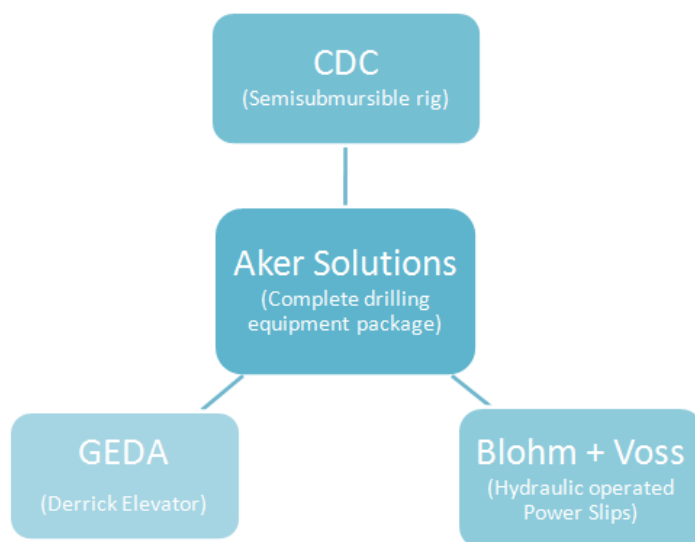 CDC
(Semisubmursible rig)
Aker Solutions
(Complete drilling
equipment package)
GEDA
(Derrick Elevator)
Blohm + Voss
(Hydraulic operated
Power Slips)